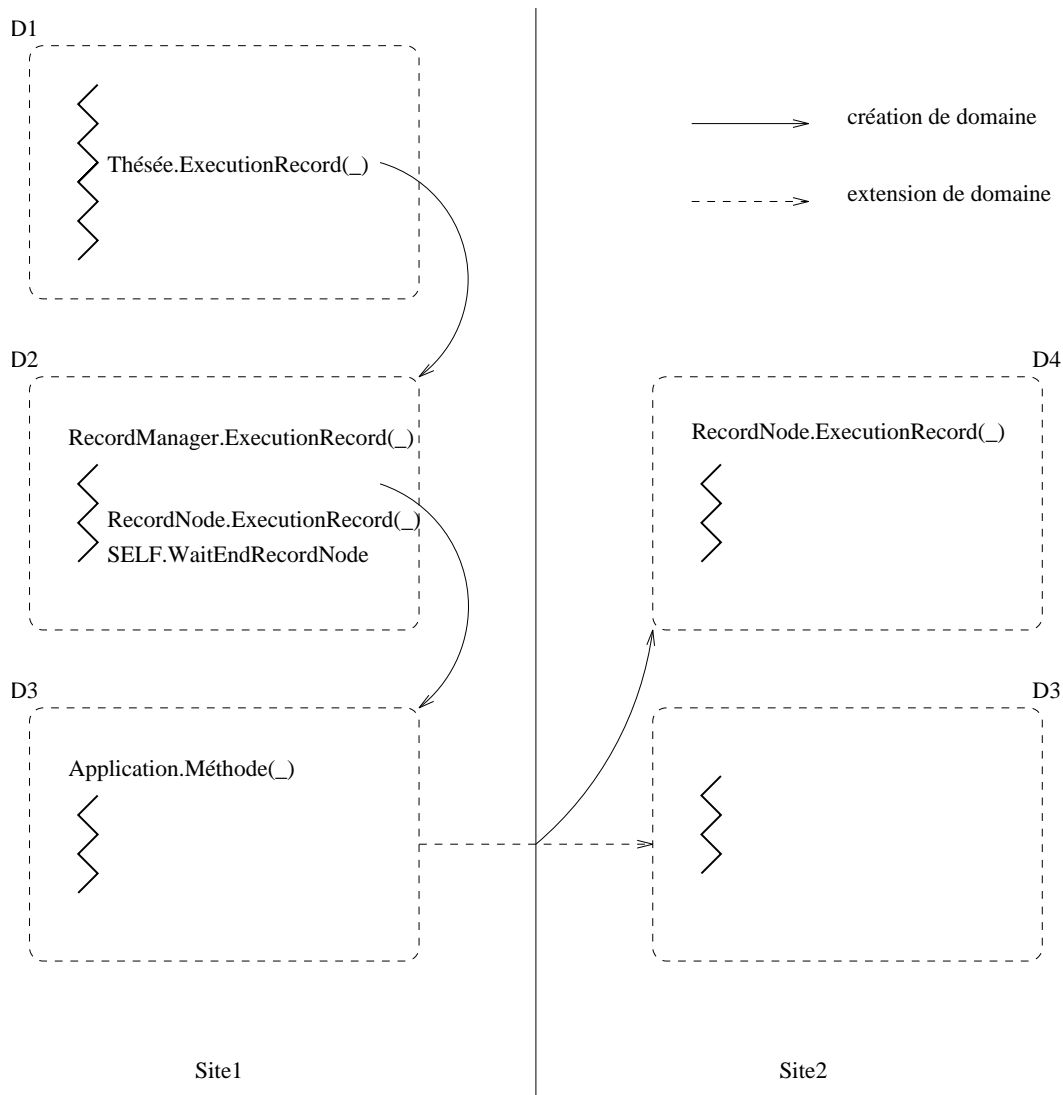 D1
Thésée.ExecutionRecord(_)
création de domaine
extension de domaine
D2
RecordManager.ExecutionRecord(_)
RecordNode.ExecutionRecord(_)
SELF.WaitEndRecordNode
D4
RecordNode.ExecutionRecord(_)
D3
Application.Méthode(_)
D3
Site1
Site2